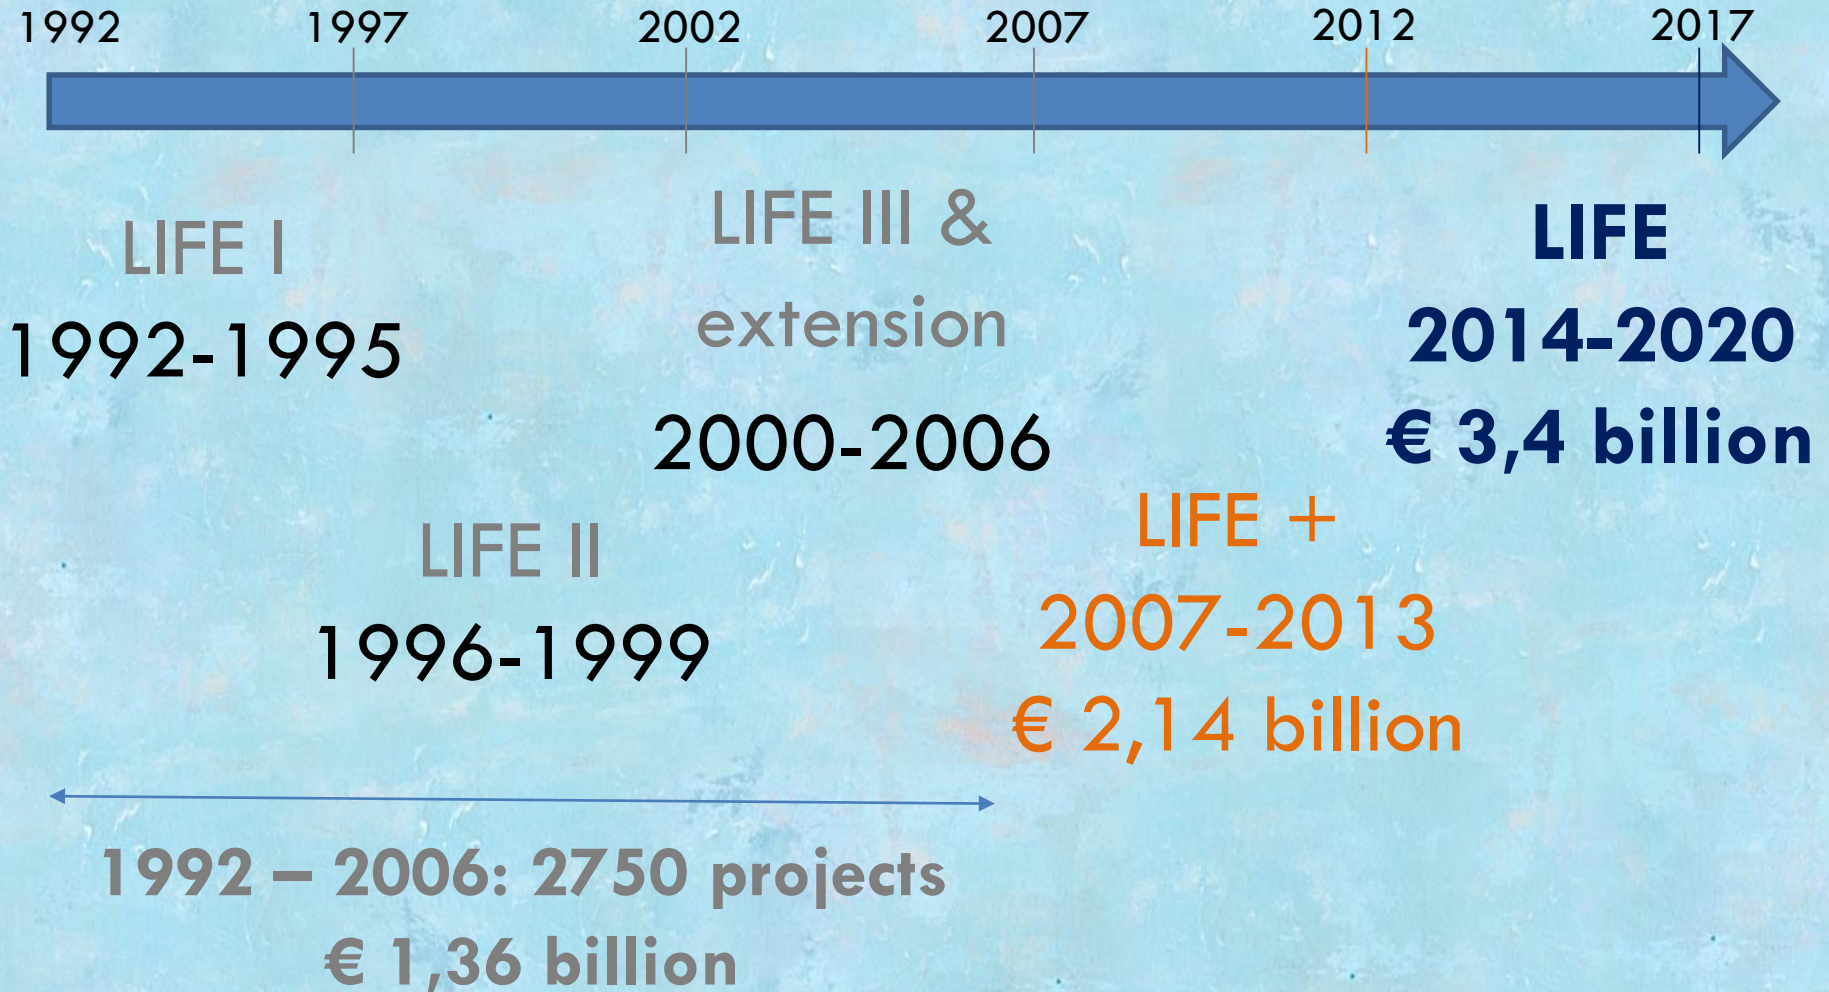 1992 1997 2002 2007 2012 2017
LIFE I
1992-1995
LIFE II
1996-1999
LIFE III &
extension
2000-2006
LIFE +
2007-2013
€ 2,14 billion
LIFE
2014-2020
€ 3,4 billion
1992 – 2006: 2750 projects
€ 1,36 billion